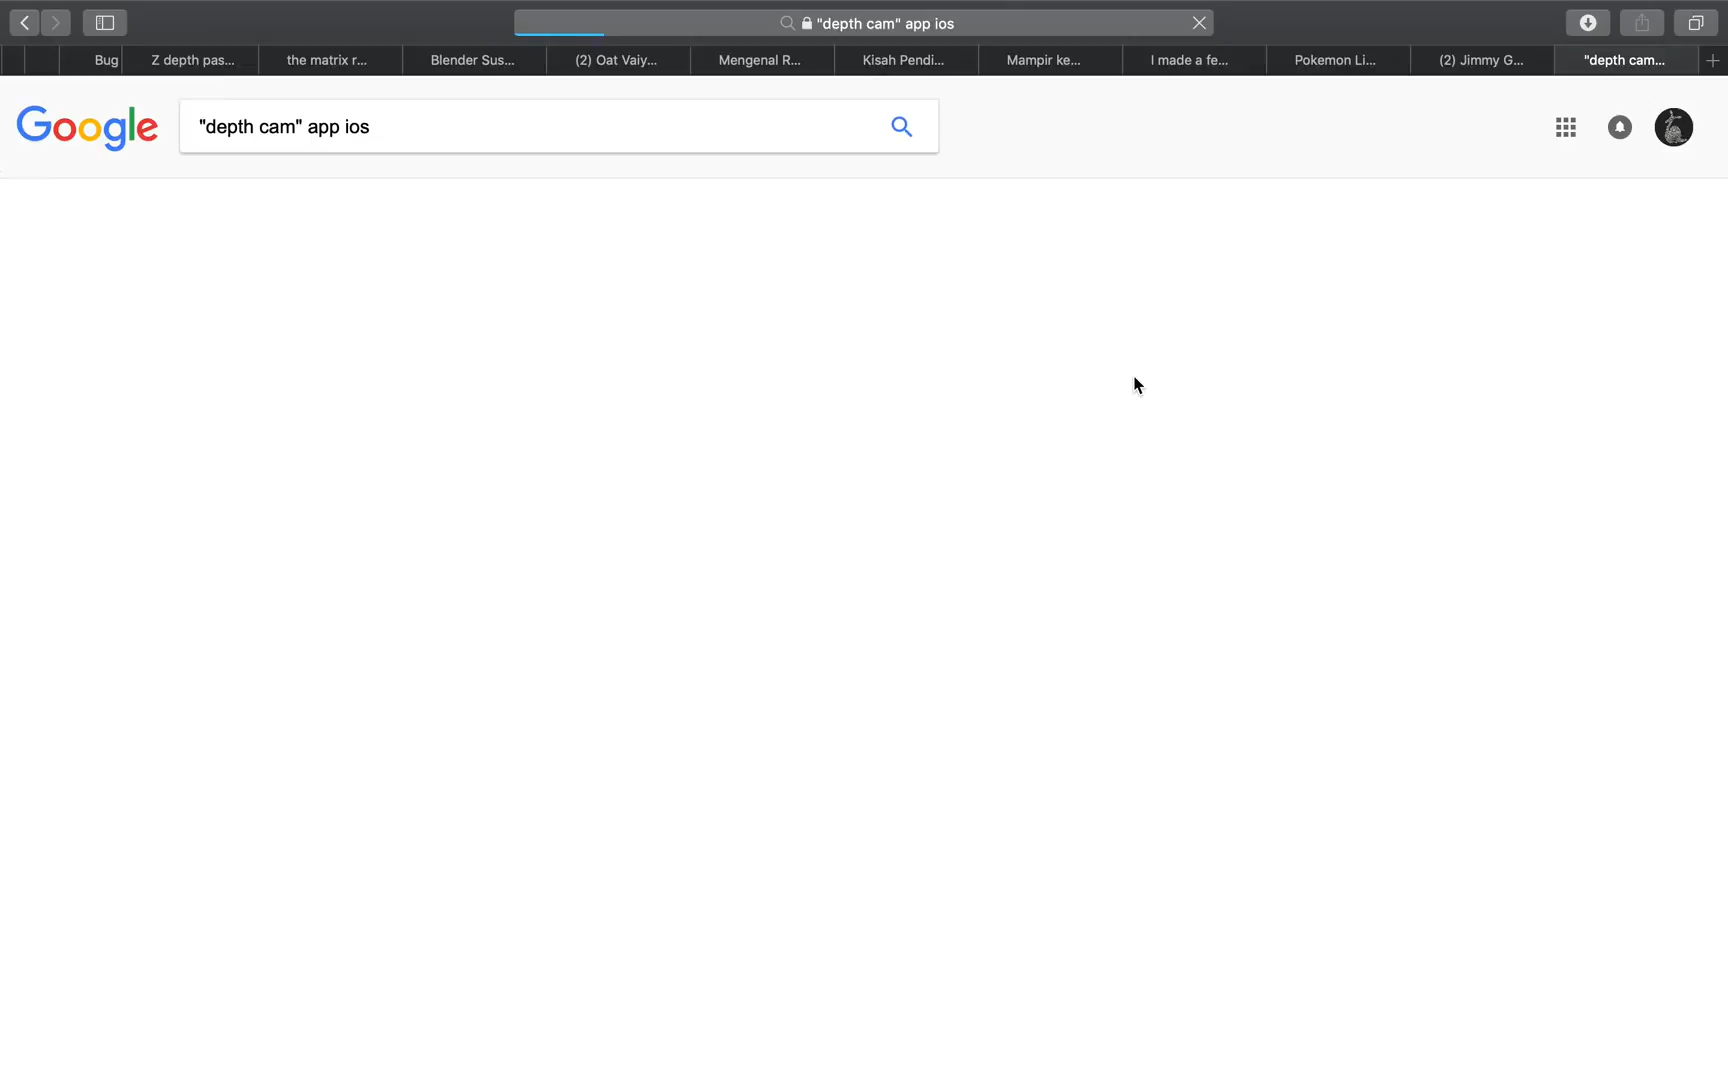 "depth cam" app ios
Bug
Z depth pas...
the matrix r...
Blender Sus...
(2) Oat Vaiy...
Mengenal R...
Kisah Pendi...
Mampir ke...
I made a fe...
Pokemon Li...
(2) Jimmy G...
"depth cam...
Google
"depth cam" app ios